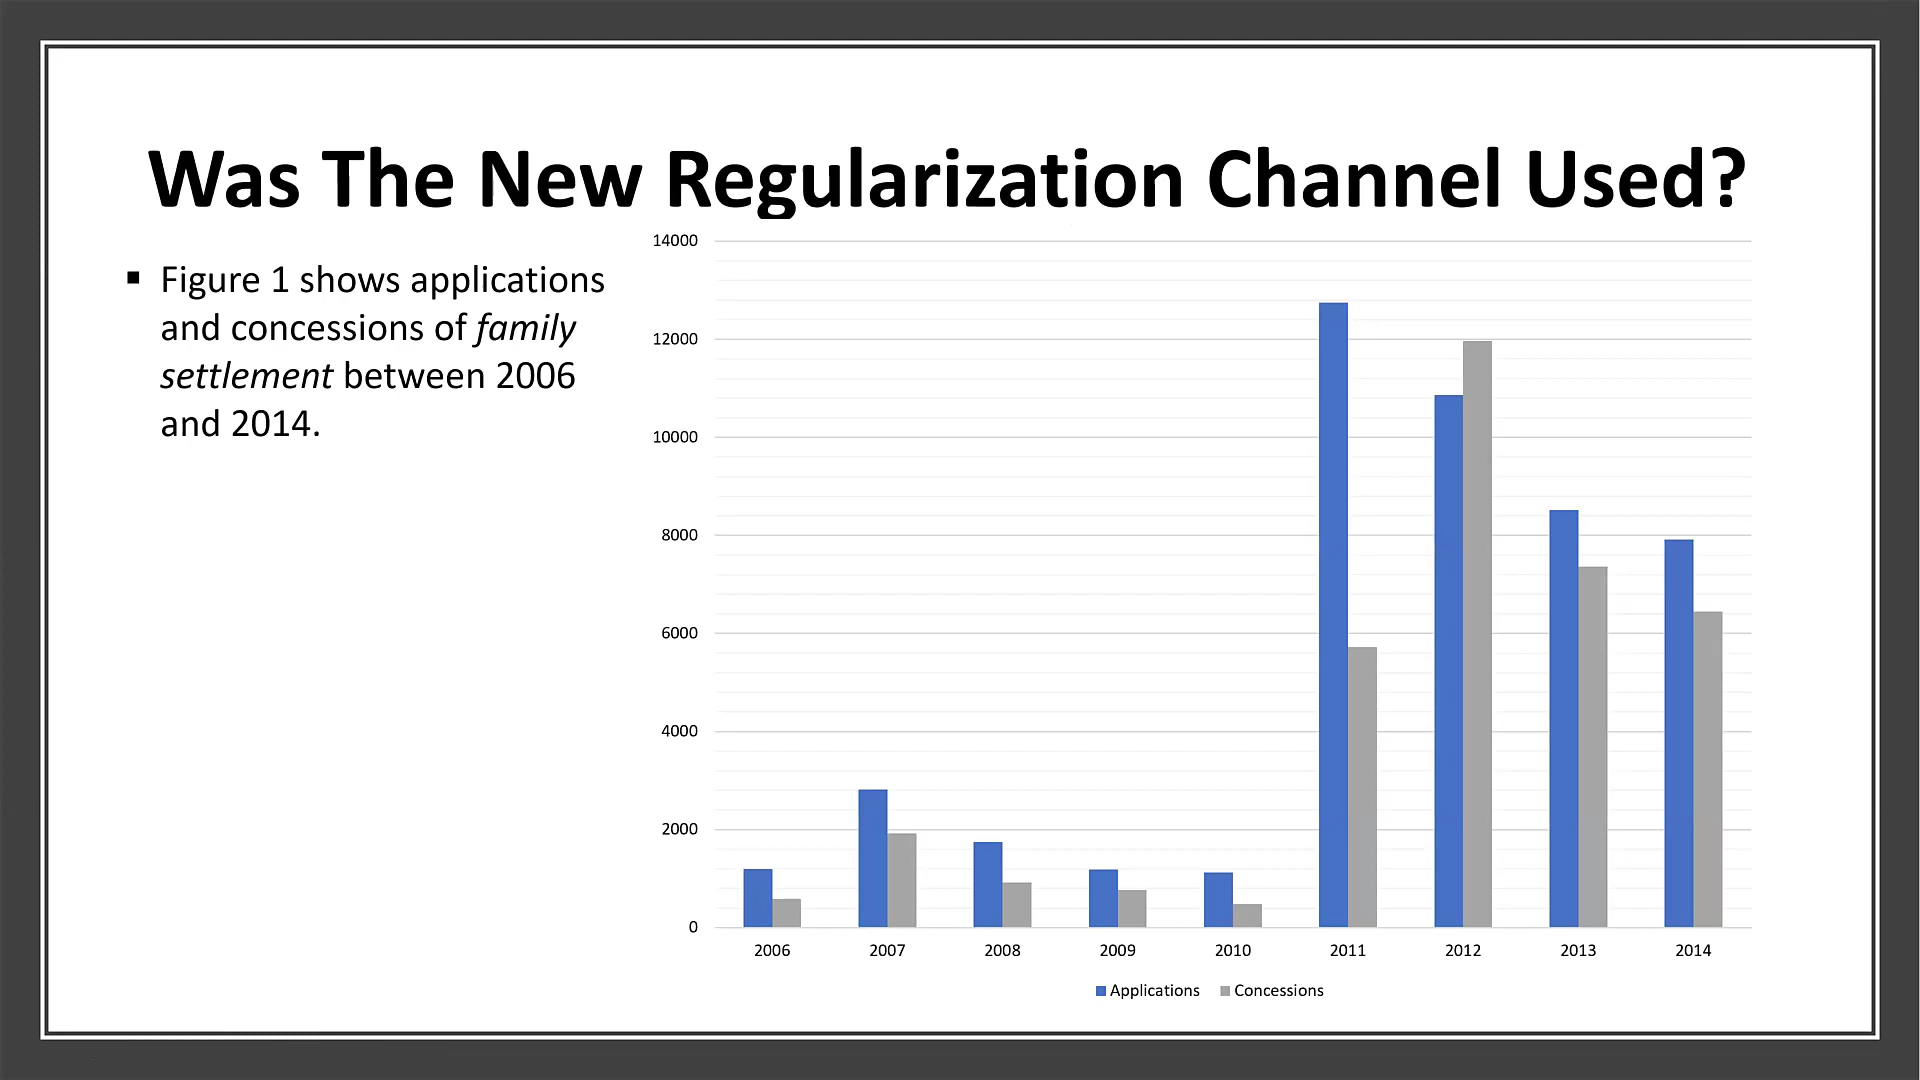 Was The New Regularization Channel Used?
▪ Figure 1 shows applications
and concessions of family
settlement between 2006
and 2014.
14000
12000
10000
8000
6000
4000
2000
0
2006 2007 2008 2009 2010 2011 2012 2013 2014
Applications Concessions